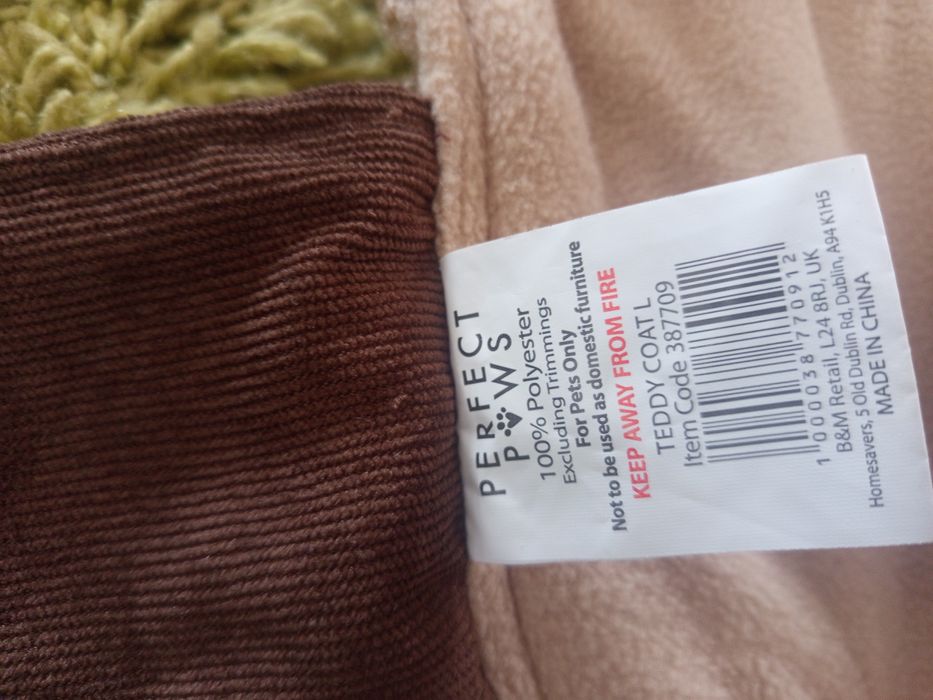 PERFECT
PAWS
100% Polyester
Excluding Trimmings
For Pets Only
Not to be used as domestic furniture
KEEP AWAY FROM FIRE
TEDDY COAT L
Item Code 387709
1 000038 770912
B&M Retail, L24 8RJ, UK
Homesavers, 5 Old Dublin Rd, Dublin, A94 K1H5
MADE IN CHINA